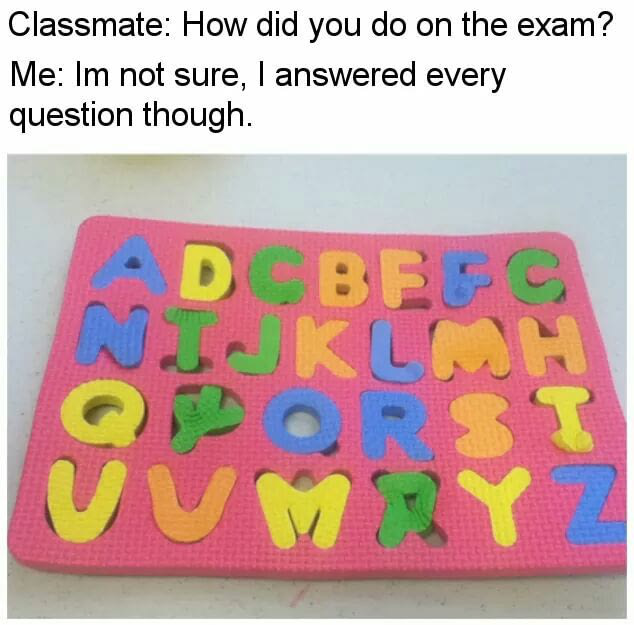 Classmate: How did you do on the exam?
Me: Im not sure, I answered every
question though.
A D C B F E C
N T J K L M H
Q X O R S I
U V M P Y Z